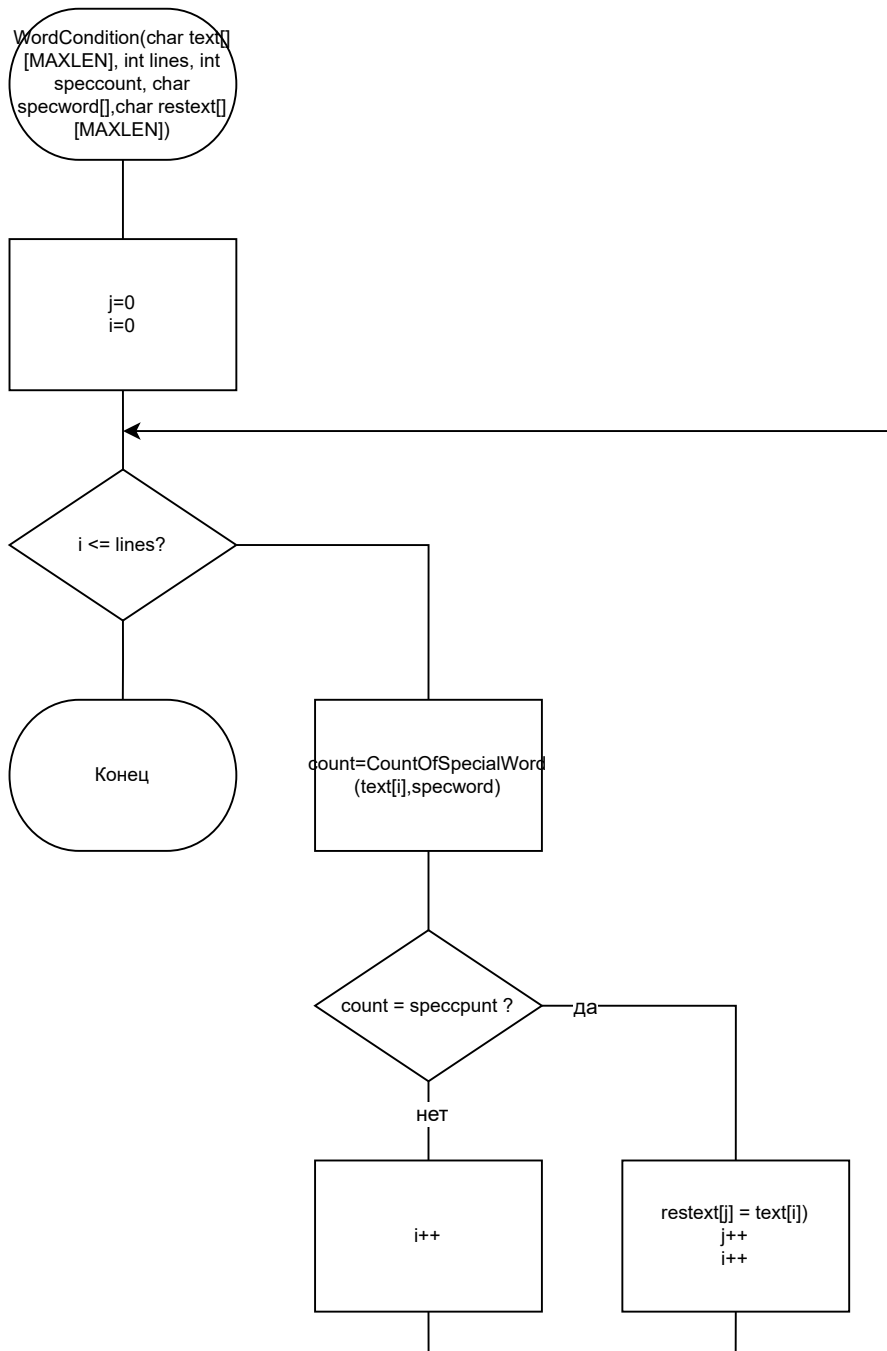 WordCondition(char text[]
[MAXLEN], int lines, int
speccount, char
specword[],char restext[]
[MAXLEN])
j=0
i=0
i <= lines?
Конец
count=CountOfSpecialWord
(text[i],specword)
count = speccpunt ?
да
нет
i++
restext[j] = text[i])
j++
i++